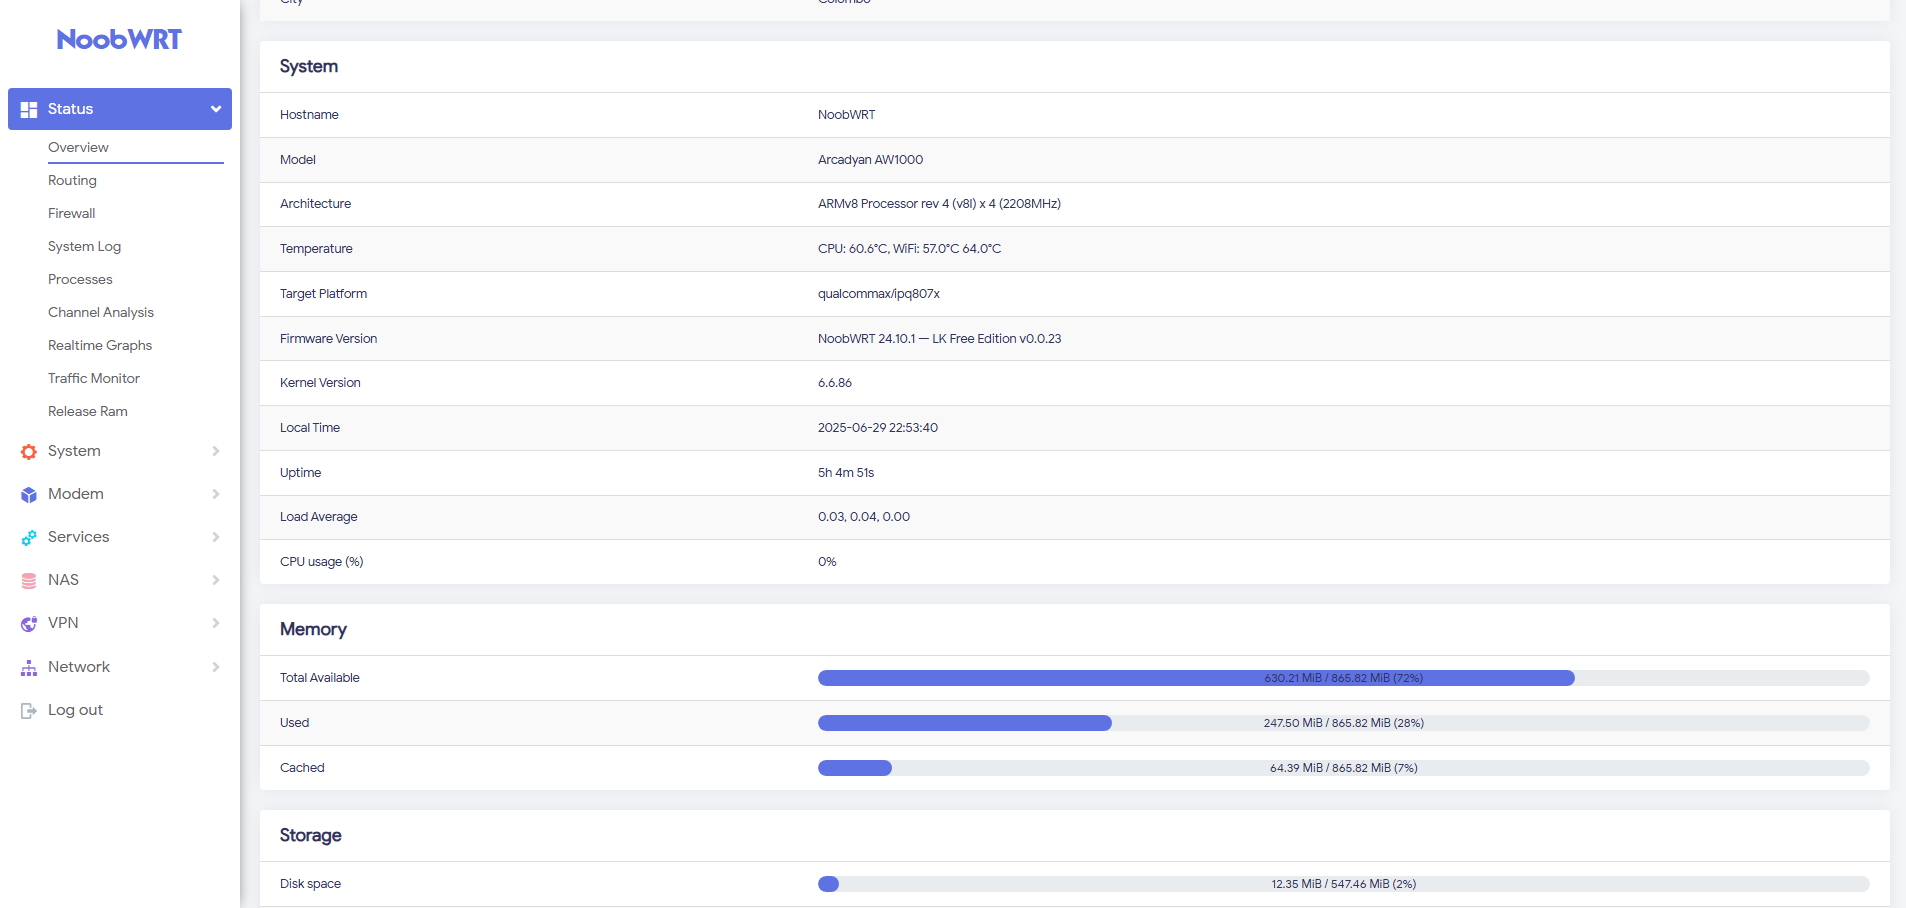 NoobWRT
Status
Overview
Routing
Firewall
System Log
Processes
Channel Analysis
Realtime Graphs
Traffic Monitor
Release Ram
System
Modem
Services
NAS
VPN
Network
Log out
City Colombo
System
Hostname NoobWRT
Model Arcadyan AW1000
Architecture ARMv8 Processor rev 4 (v8l) x 4 (2208MHz)
Temperature CPU: 60.6°C, WiFi: 57.0°C 64.0°C
Target Platform qualcommax/ipq807x
Firmware Version NoobWRT 24.10.1 — LK Free Edition v0.0.23
Kernel Version 6.6.86
Local Time 2025-06-29 22:53:40
Uptime 5h 4m 51s
Load Average 0.03, 0.04, 0.00
CPU usage (%) 0%
Memory
Total Available 630.21 MiB / 865.82 MiB (72%)
Used 247.50 MiB / 865.82 MiB (28%)
Cached 64.39 MiB / 865.82 MiB (7%)
Storage
Disk space 12.35 MiB / 547.46 MiB (2%)